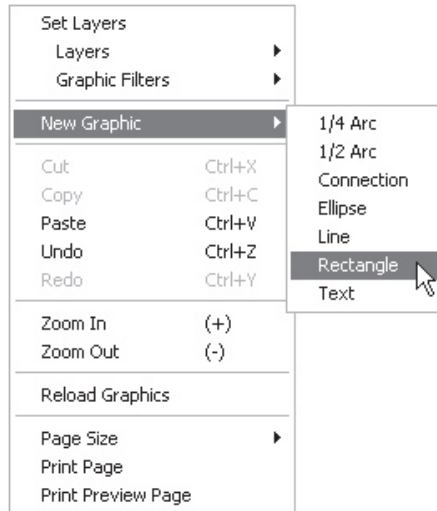 Set Layers
Layers
Graphic Filters
New Graphic
Cut Ctrl+X
Copy Ctrl+C
Paste Ctrl+V
Undo Ctrl+Z
Redo Ctrl+Y
Zoom In (+)
Zoom Out (-)
Reload Graphics
Page Size
Print Page
Print Preview Page
1/4 Arc
1/2 Arc
Connection
Ellipse
Line
Rectangle
Text